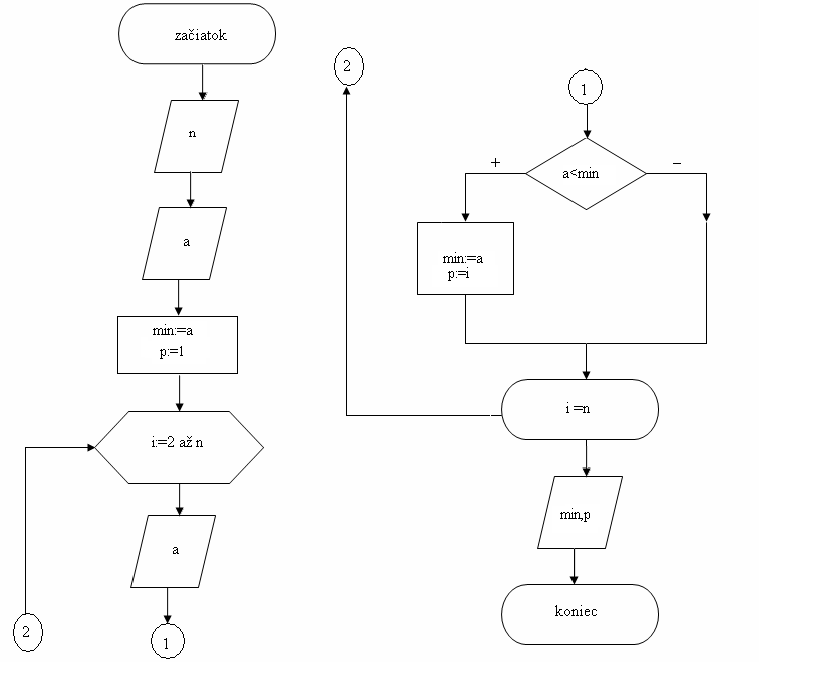 začiatok
n
a
min:=a
p:=1
i:=2 až n
a
2
1
2
1
a<min
+
−
min:=a
p:=i
i =n
min,p
koniec